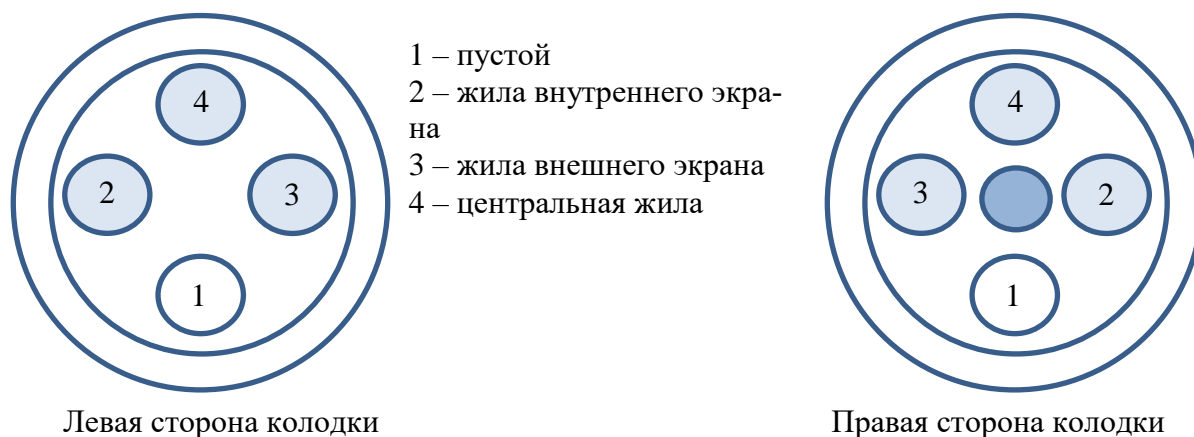 4
2
3
1
1 – пустой
2 – жила внутреннего экра-
на
3 – жила внешнего экрана
4 – центральная жила
4
3
2
1
Левая сторона колодки
Правая сторона колодки